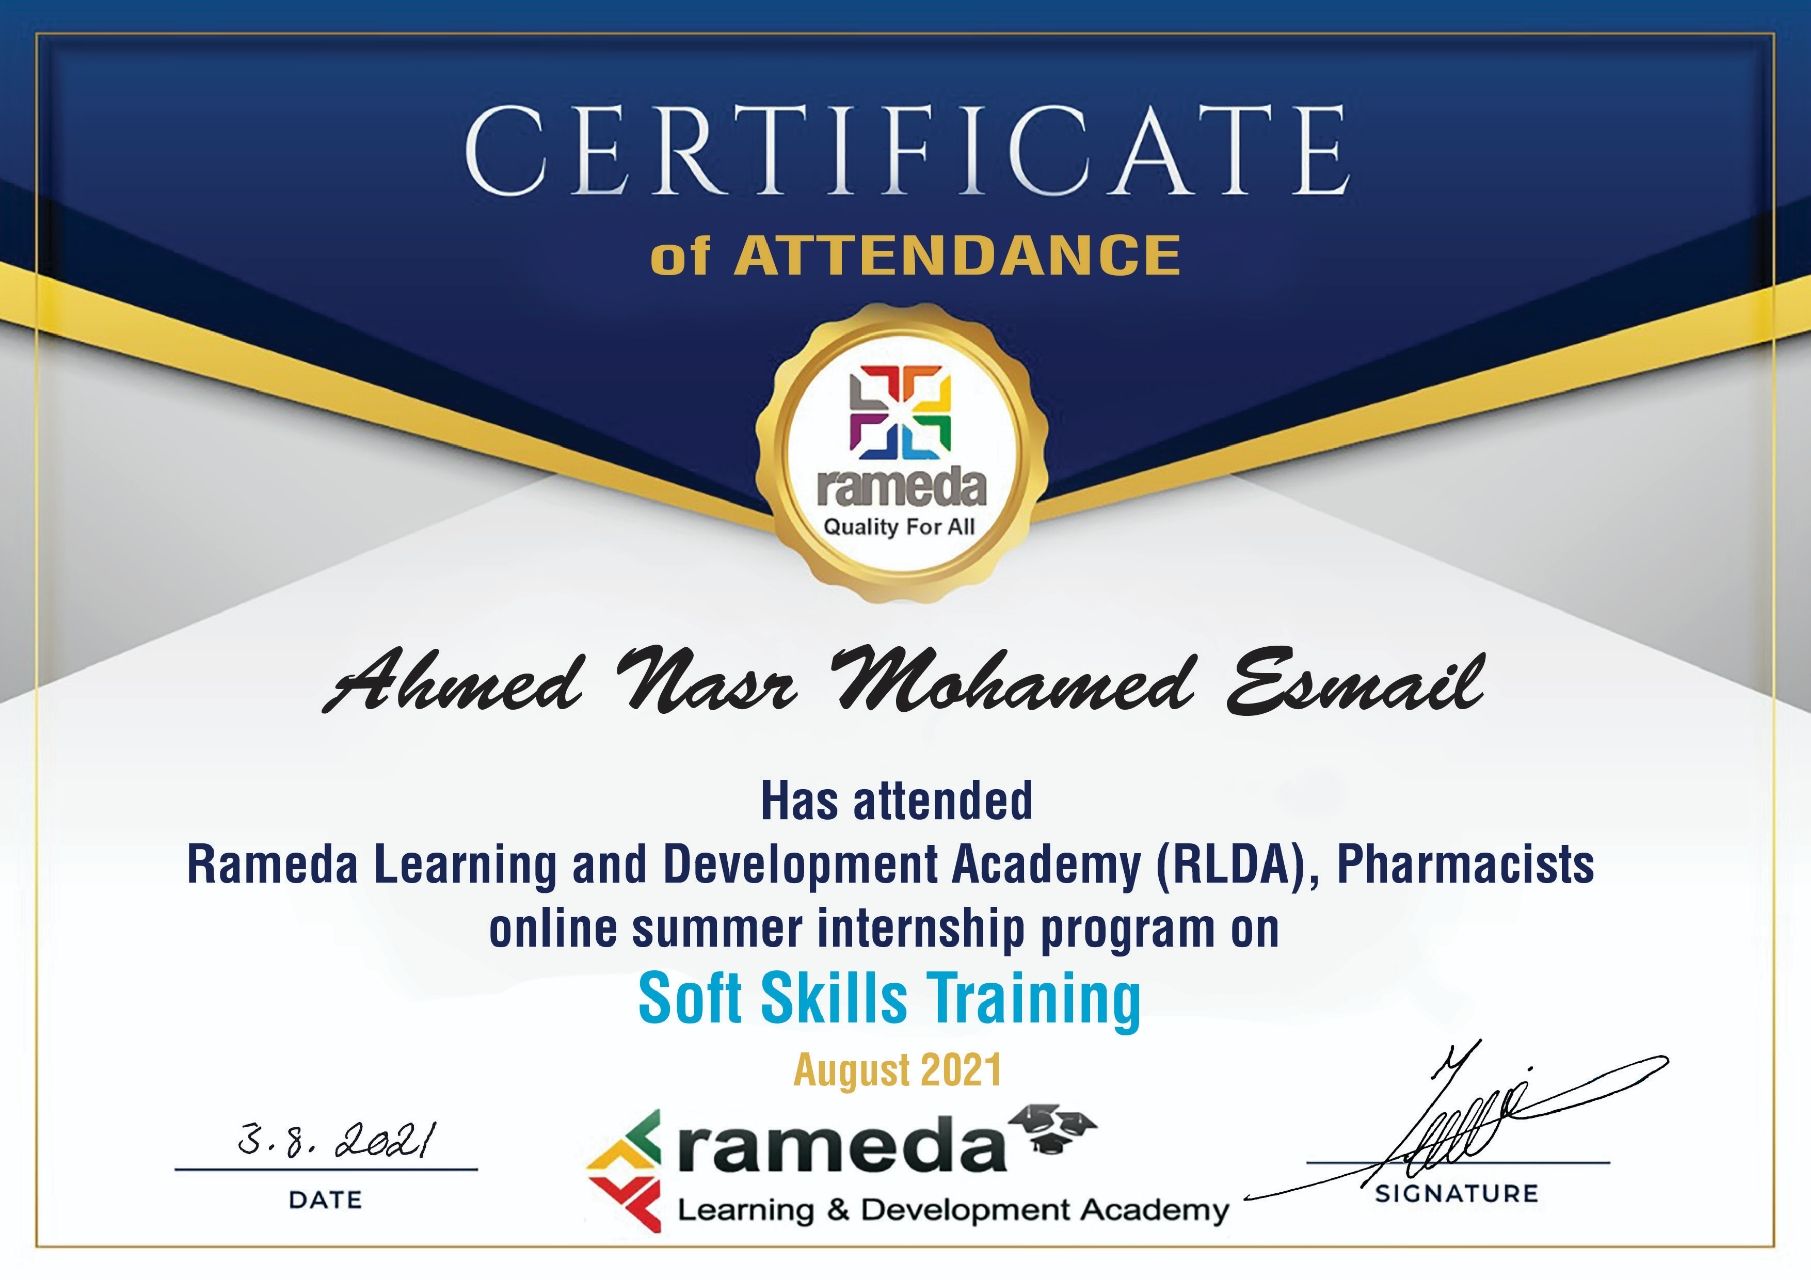 CERTIFICATE
of ATTENDANCE
rameda
Quality For All
Ahmed Nasr Mohamed Esmail
Has attended
Rameda Learning and Development Academy (RLDA), Pharmacists
online summer internship program on
Soft Skills Training
August 2021
3.8.2021
DATE
rameda
Learning & Development Academy
SIGNATURE